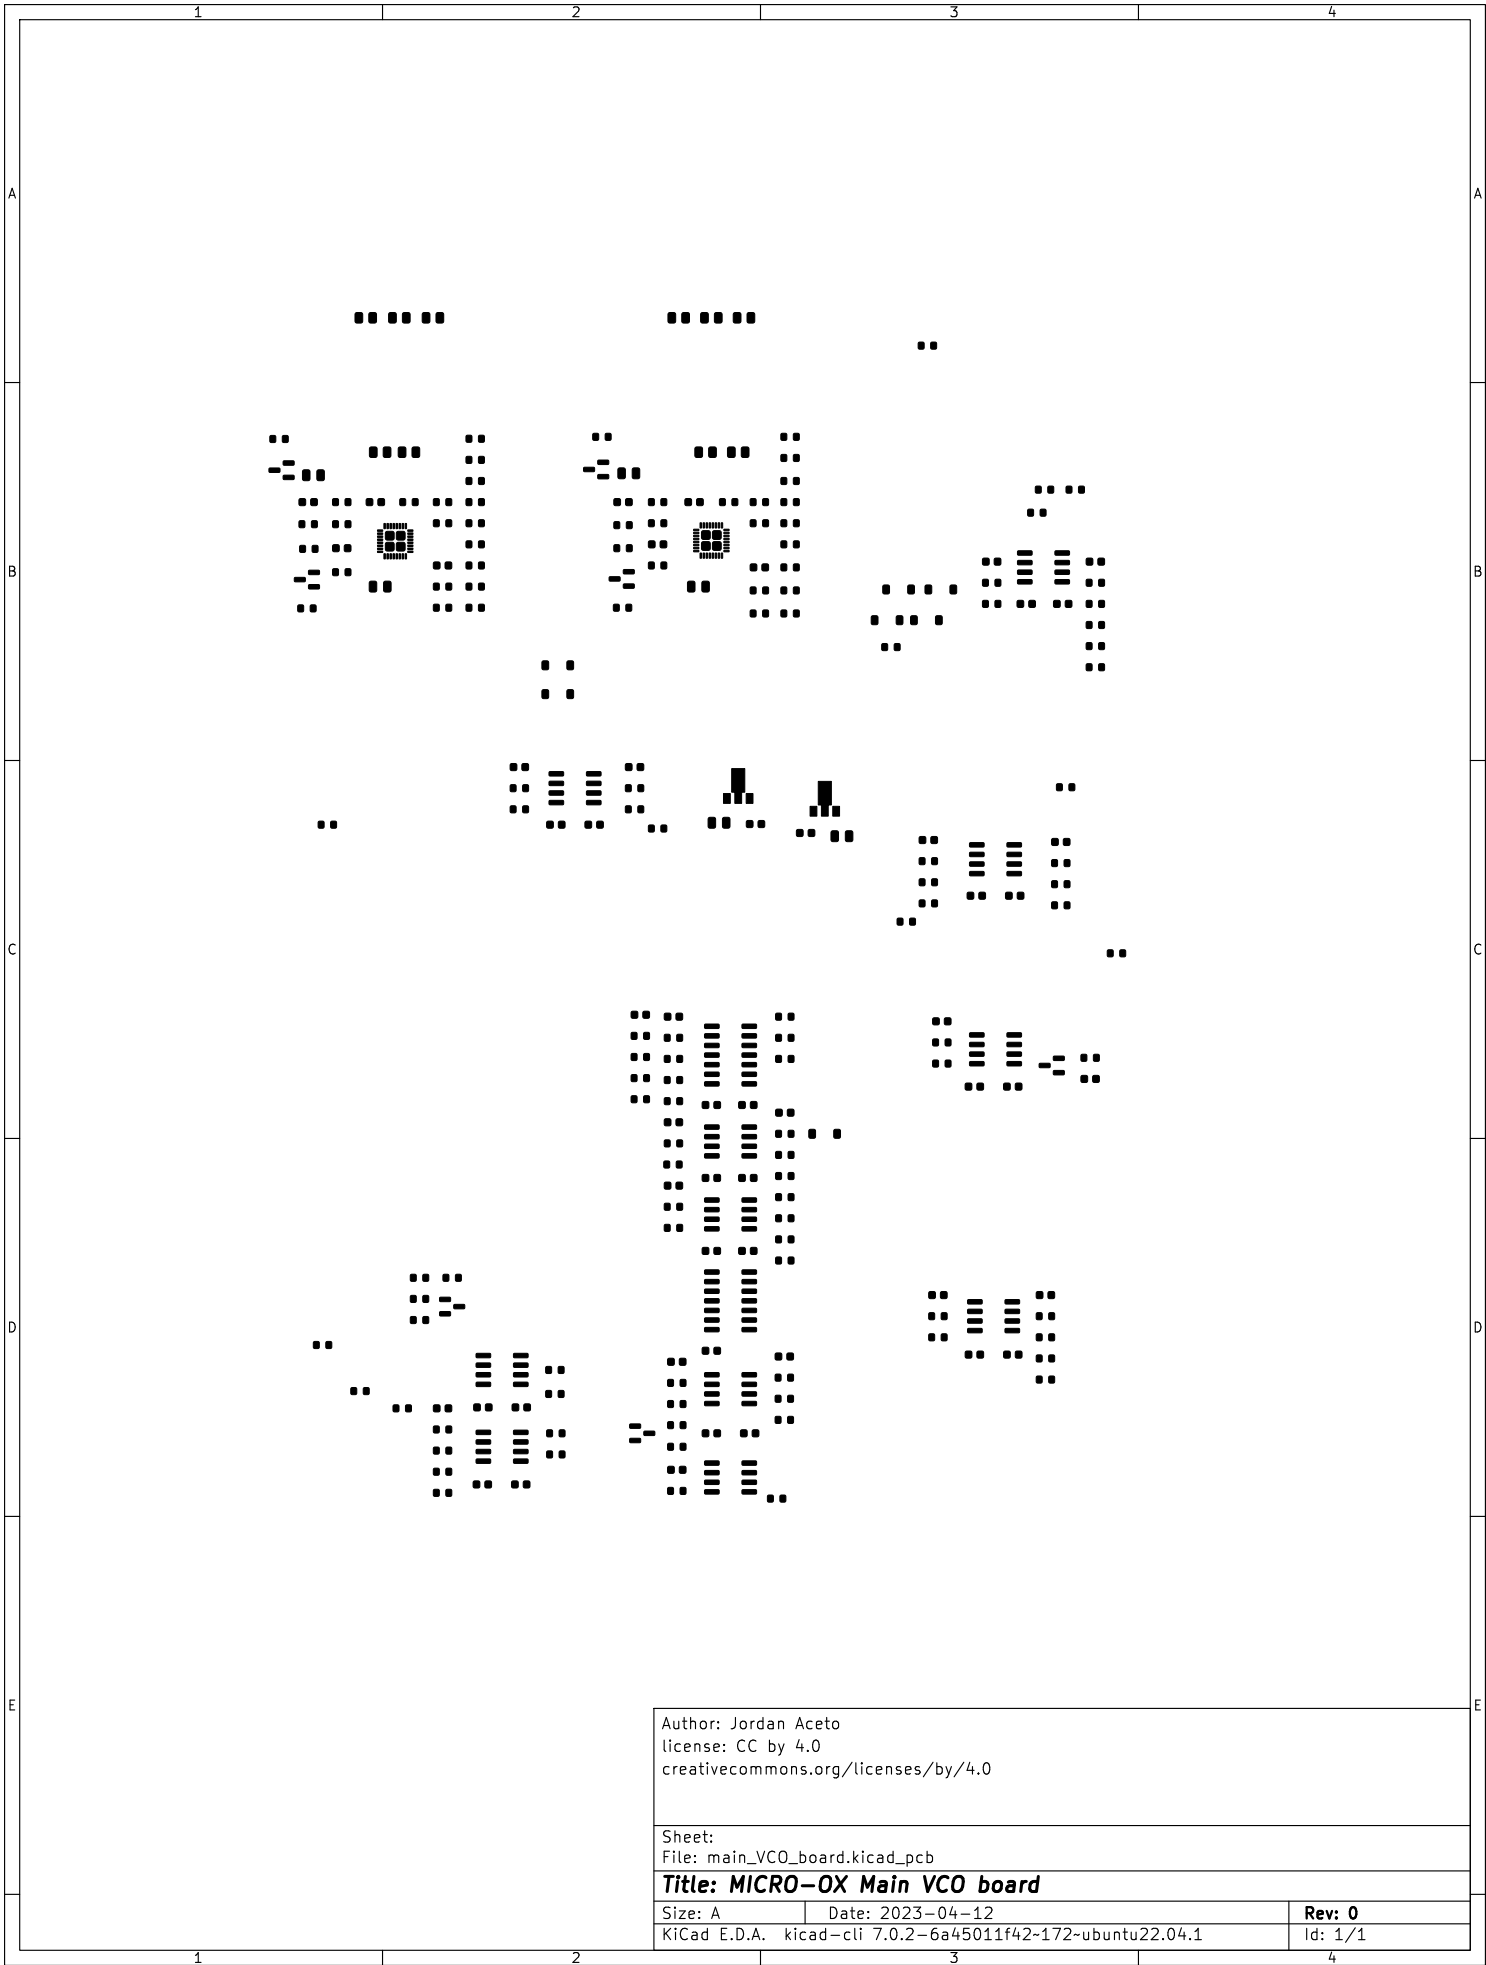 1 2 3 4
A A
B B
C C
D D
E E
Author: Jordan Aceto
license: CC by 4.0
creativecommons.org/licenses/by/4.0
Sheet:
File: main_VCO_board.kicad_pcb
Title: MICRO-OX Main VCO board
Size: A Date: 2023-04-12 Rev: 0
KiCad E.D.A. kicad-cli 7.0.2-6a45011f42~172~ubuntu22.04.1 Id: 1/1
1 2 3 4